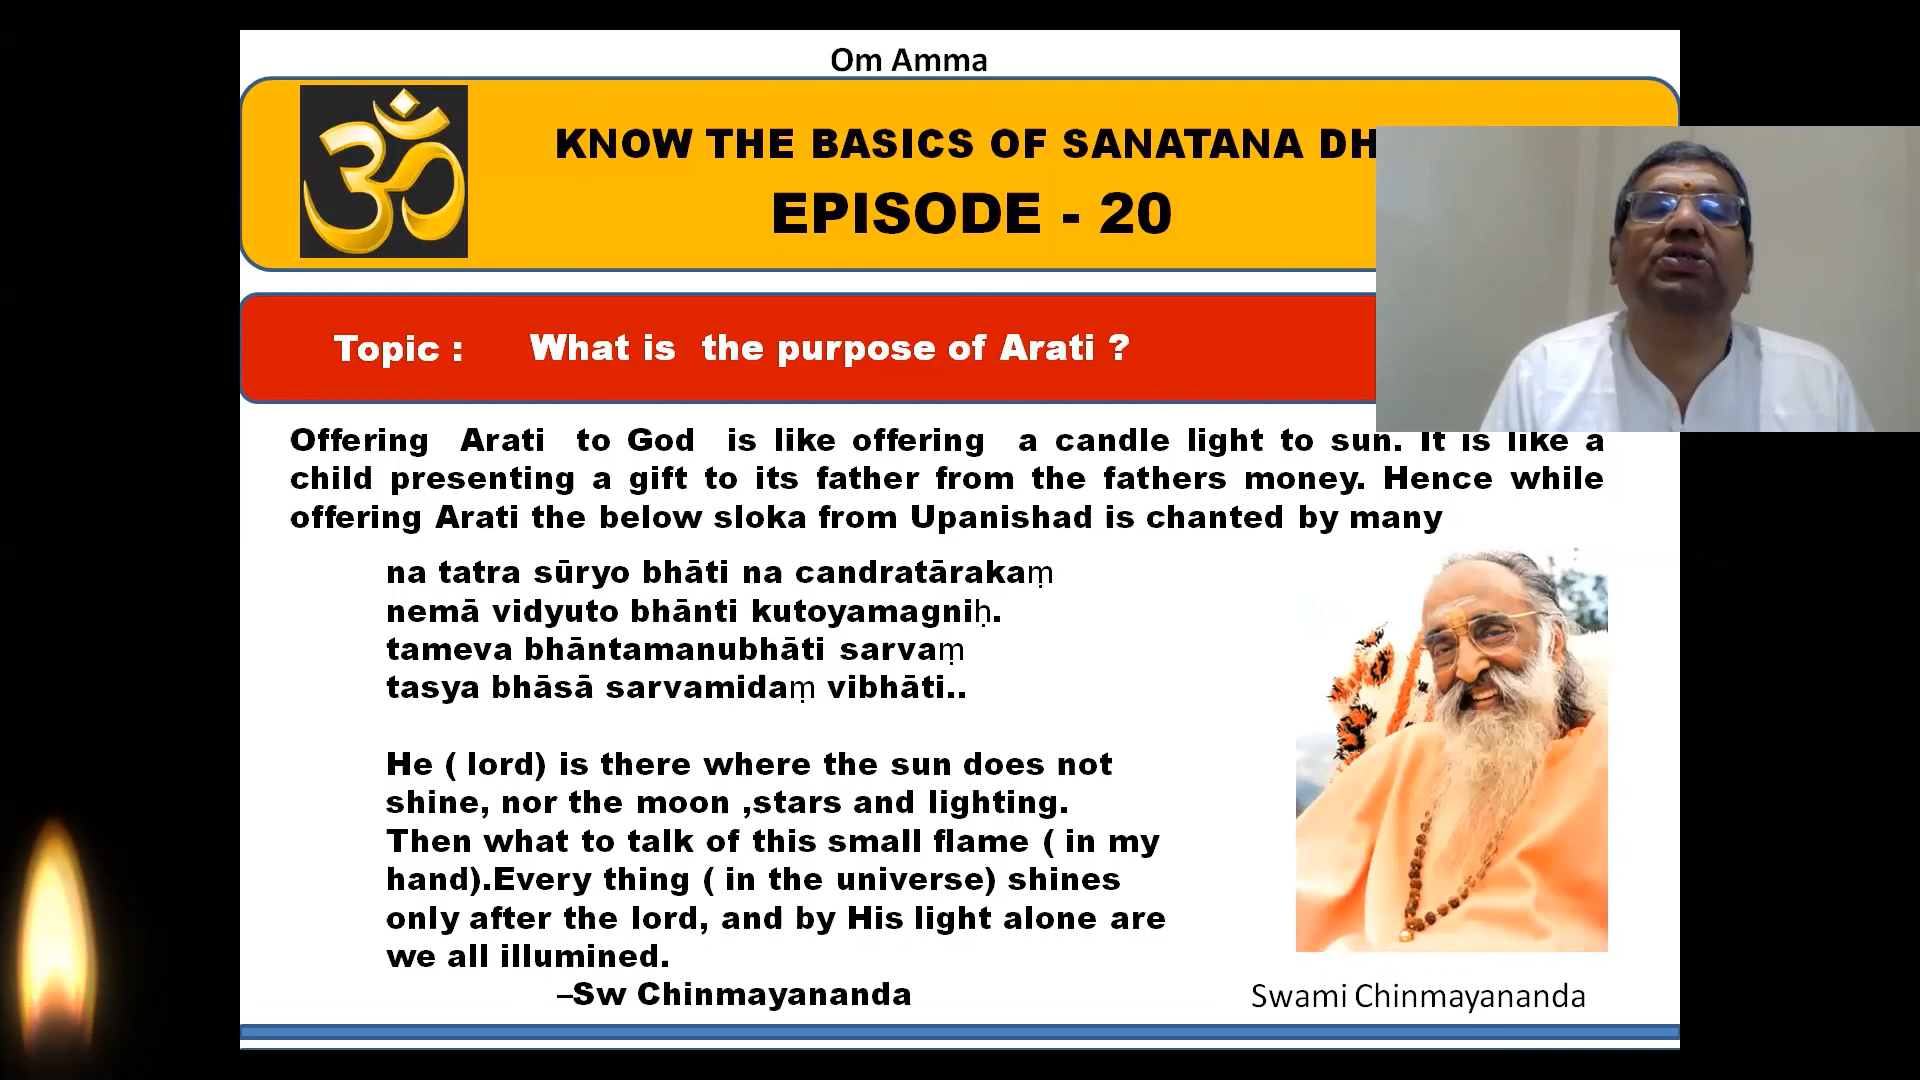 Om Amma
ॐ
KNOW THE BASICS OF SANATANA DH
EPISODE - 20
Topic : What is the purpose of Arati ?
Offering Arati to God is like offering a candle light to sun. It is like a
child presenting a gift to its father from the fathers money. Hence while
offering Arati the below sloka from Upanishad is chanted by many
na tatra sūryo bhāti na candratārakaṃ
nemā vidyuto bhānti kutoyamagniḥ.
tameva bhāntamanubhāti sarvaṃ
tasya bhāsā sarvamidaṃ vibhāti..
He ( lord) is there where the sun does not
shine, nor the moon ,stars and lighting.
Then what to talk of this small flame ( in my
hand).Every thing ( in the universe) shines
only after the lord, and by His light alone are
we all illumined.
–Sw Chinmayananda
Swami Chinmayananda